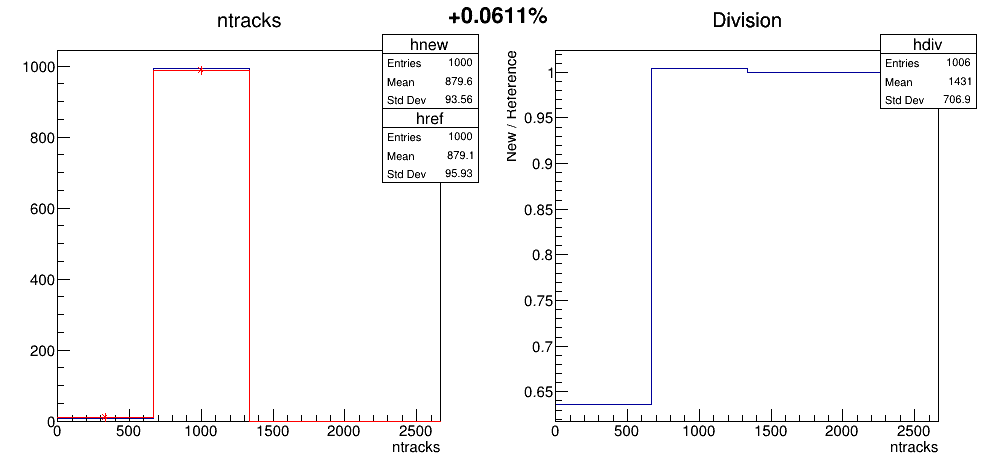 +0.0611%
ntracks
hnew
Entries 1000
Mean 879.6
Std Dev 93.56
href
Entries 1000
Mean 879.1
Std Dev 95.93
1000
800
600
400
200
0
0 500 1000 1500 2000 2500
ntracks
Division
hdiv
Entries 1006
Mean 1431
Std Dev 706.9
New / Reference
1
0.95
0.9
0.85
0.8
0.75
0.7
0.65
0 500 1000 1500 2000 2500
ntracks